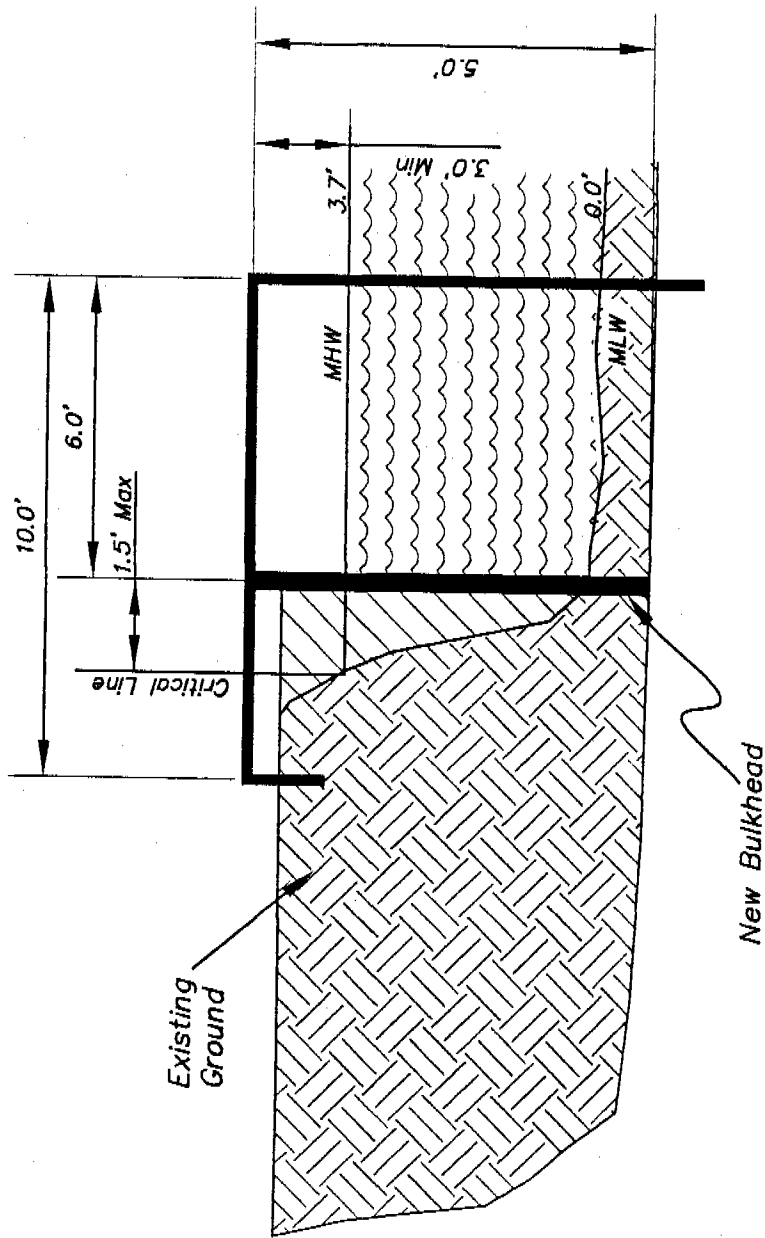 10.0'
6.0'
1.5' Max
Critical Line
MHW
3.7'
3.0' Min
5.0'
0.0'
MLW
Existing
Ground
New Bulkhead